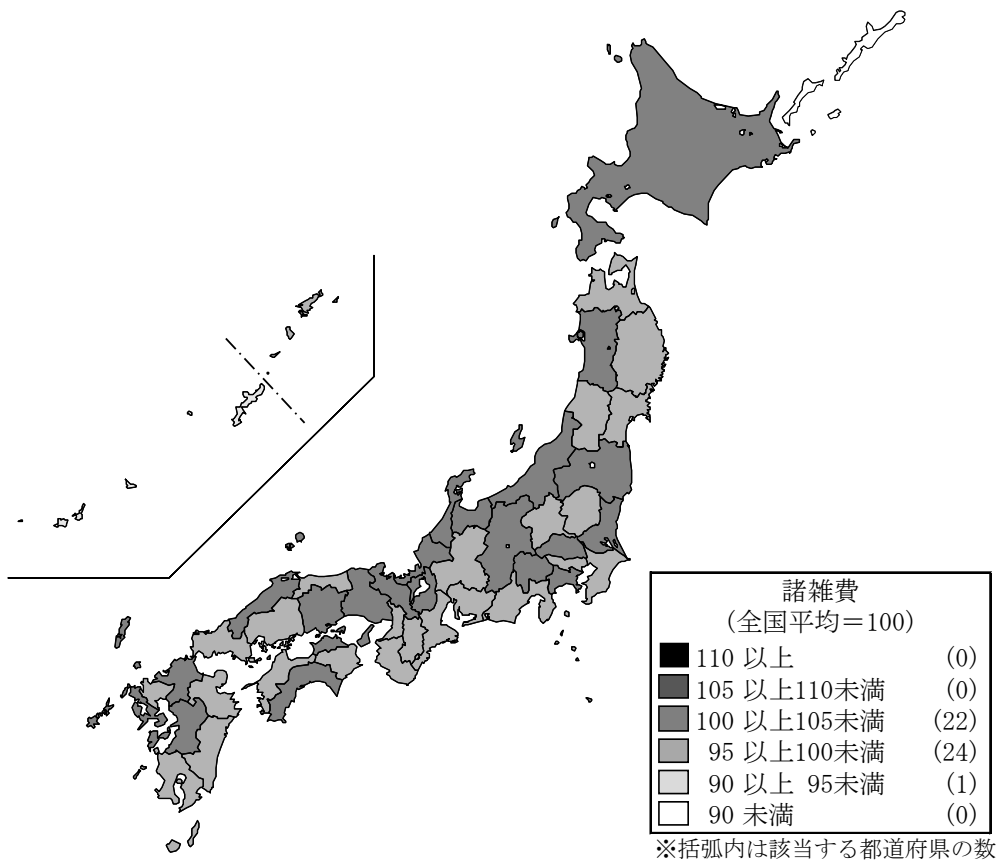 諸雑費
（全国平均＝100）
110 以上 (0)
105 以上110未満 (0)
100 以上105未満 (22)
95 以上100未満 (24)
90 以上 95未満 (1)
90 未満 (0)
※括弧内は該当する都道府県の数